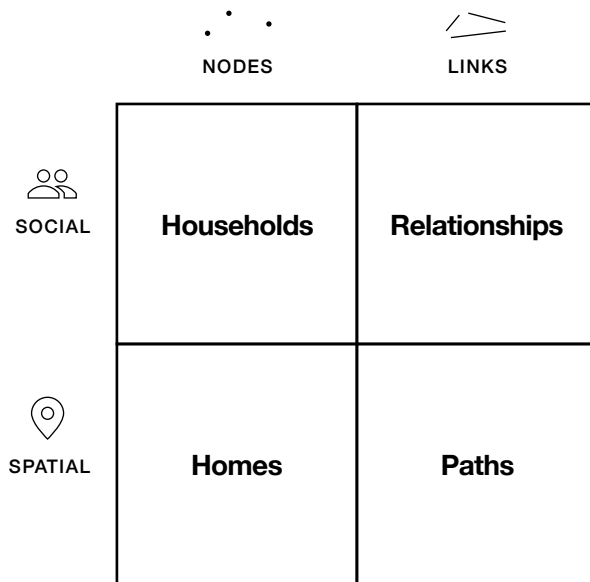 NODES
LINKS
SOCIAL
Households
Relationships
SPATIAL
Homes
Paths